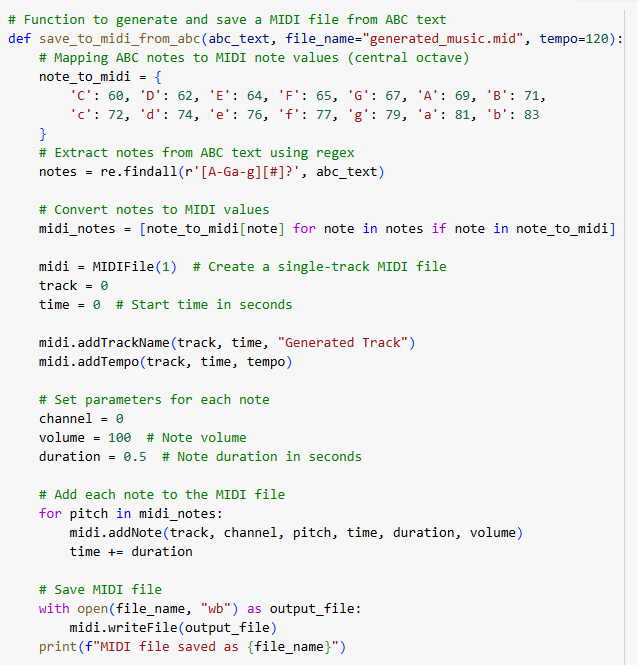 # Function to generate and save a MIDI file from ABC text
def save_to_midi_from_abc(abc_text, file_name="generated_music.mid", tempo=120):
    # Mapping ABC notes to MIDI note values (central octave)
    note_to_midi = {
        'C': 60, 'D': 62, 'E': 64, 'F': 65, 'G': 67, 'A': 69, 'B': 71,
        'c': 72, 'd': 74, 'e': 76, 'f': 77, 'g': 79, 'a': 81, 'b': 83
    }
    # Extract notes from ABC text using regex
    notes = re.findall(r'[A-Ga-g][#]?', abc_text)

    # Convert notes to MIDI values
    midi_notes = [note_to_midi[note] for note in notes if note in note_to_midi]

    midi = MIDIFile(1)  # Create a single-track MIDI file
    track = 0
    time = 0  # Start time in seconds

    midi.addTrackName(track, time, "Generated Track")
    midi.addTempo(track, time, tempo)

    # Set parameters for each note
    channel = 0
    volume = 100  # Note volume
    duration = 0.5  # Note duration in seconds

    # Add each note to the MIDI file
    for pitch in midi_notes:
        midi.addNote(track, channel, pitch, time, duration, volume)
        time += duration

    # Save MIDI file
    with open(file_name, "wb") as output_file:
        midi.writeFile(output_file)
    print(f"MIDI file saved as {file_name}")